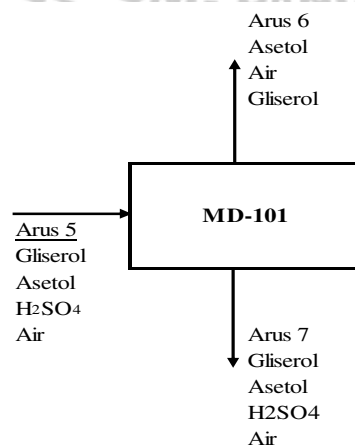 Arus 6
Asetol
Air
Gliserol
MD-101
Arus 5
Gliserol
Asetol
H2SO4
Air
Arus 7
Gliserol
Asetol
H2SO4
Air